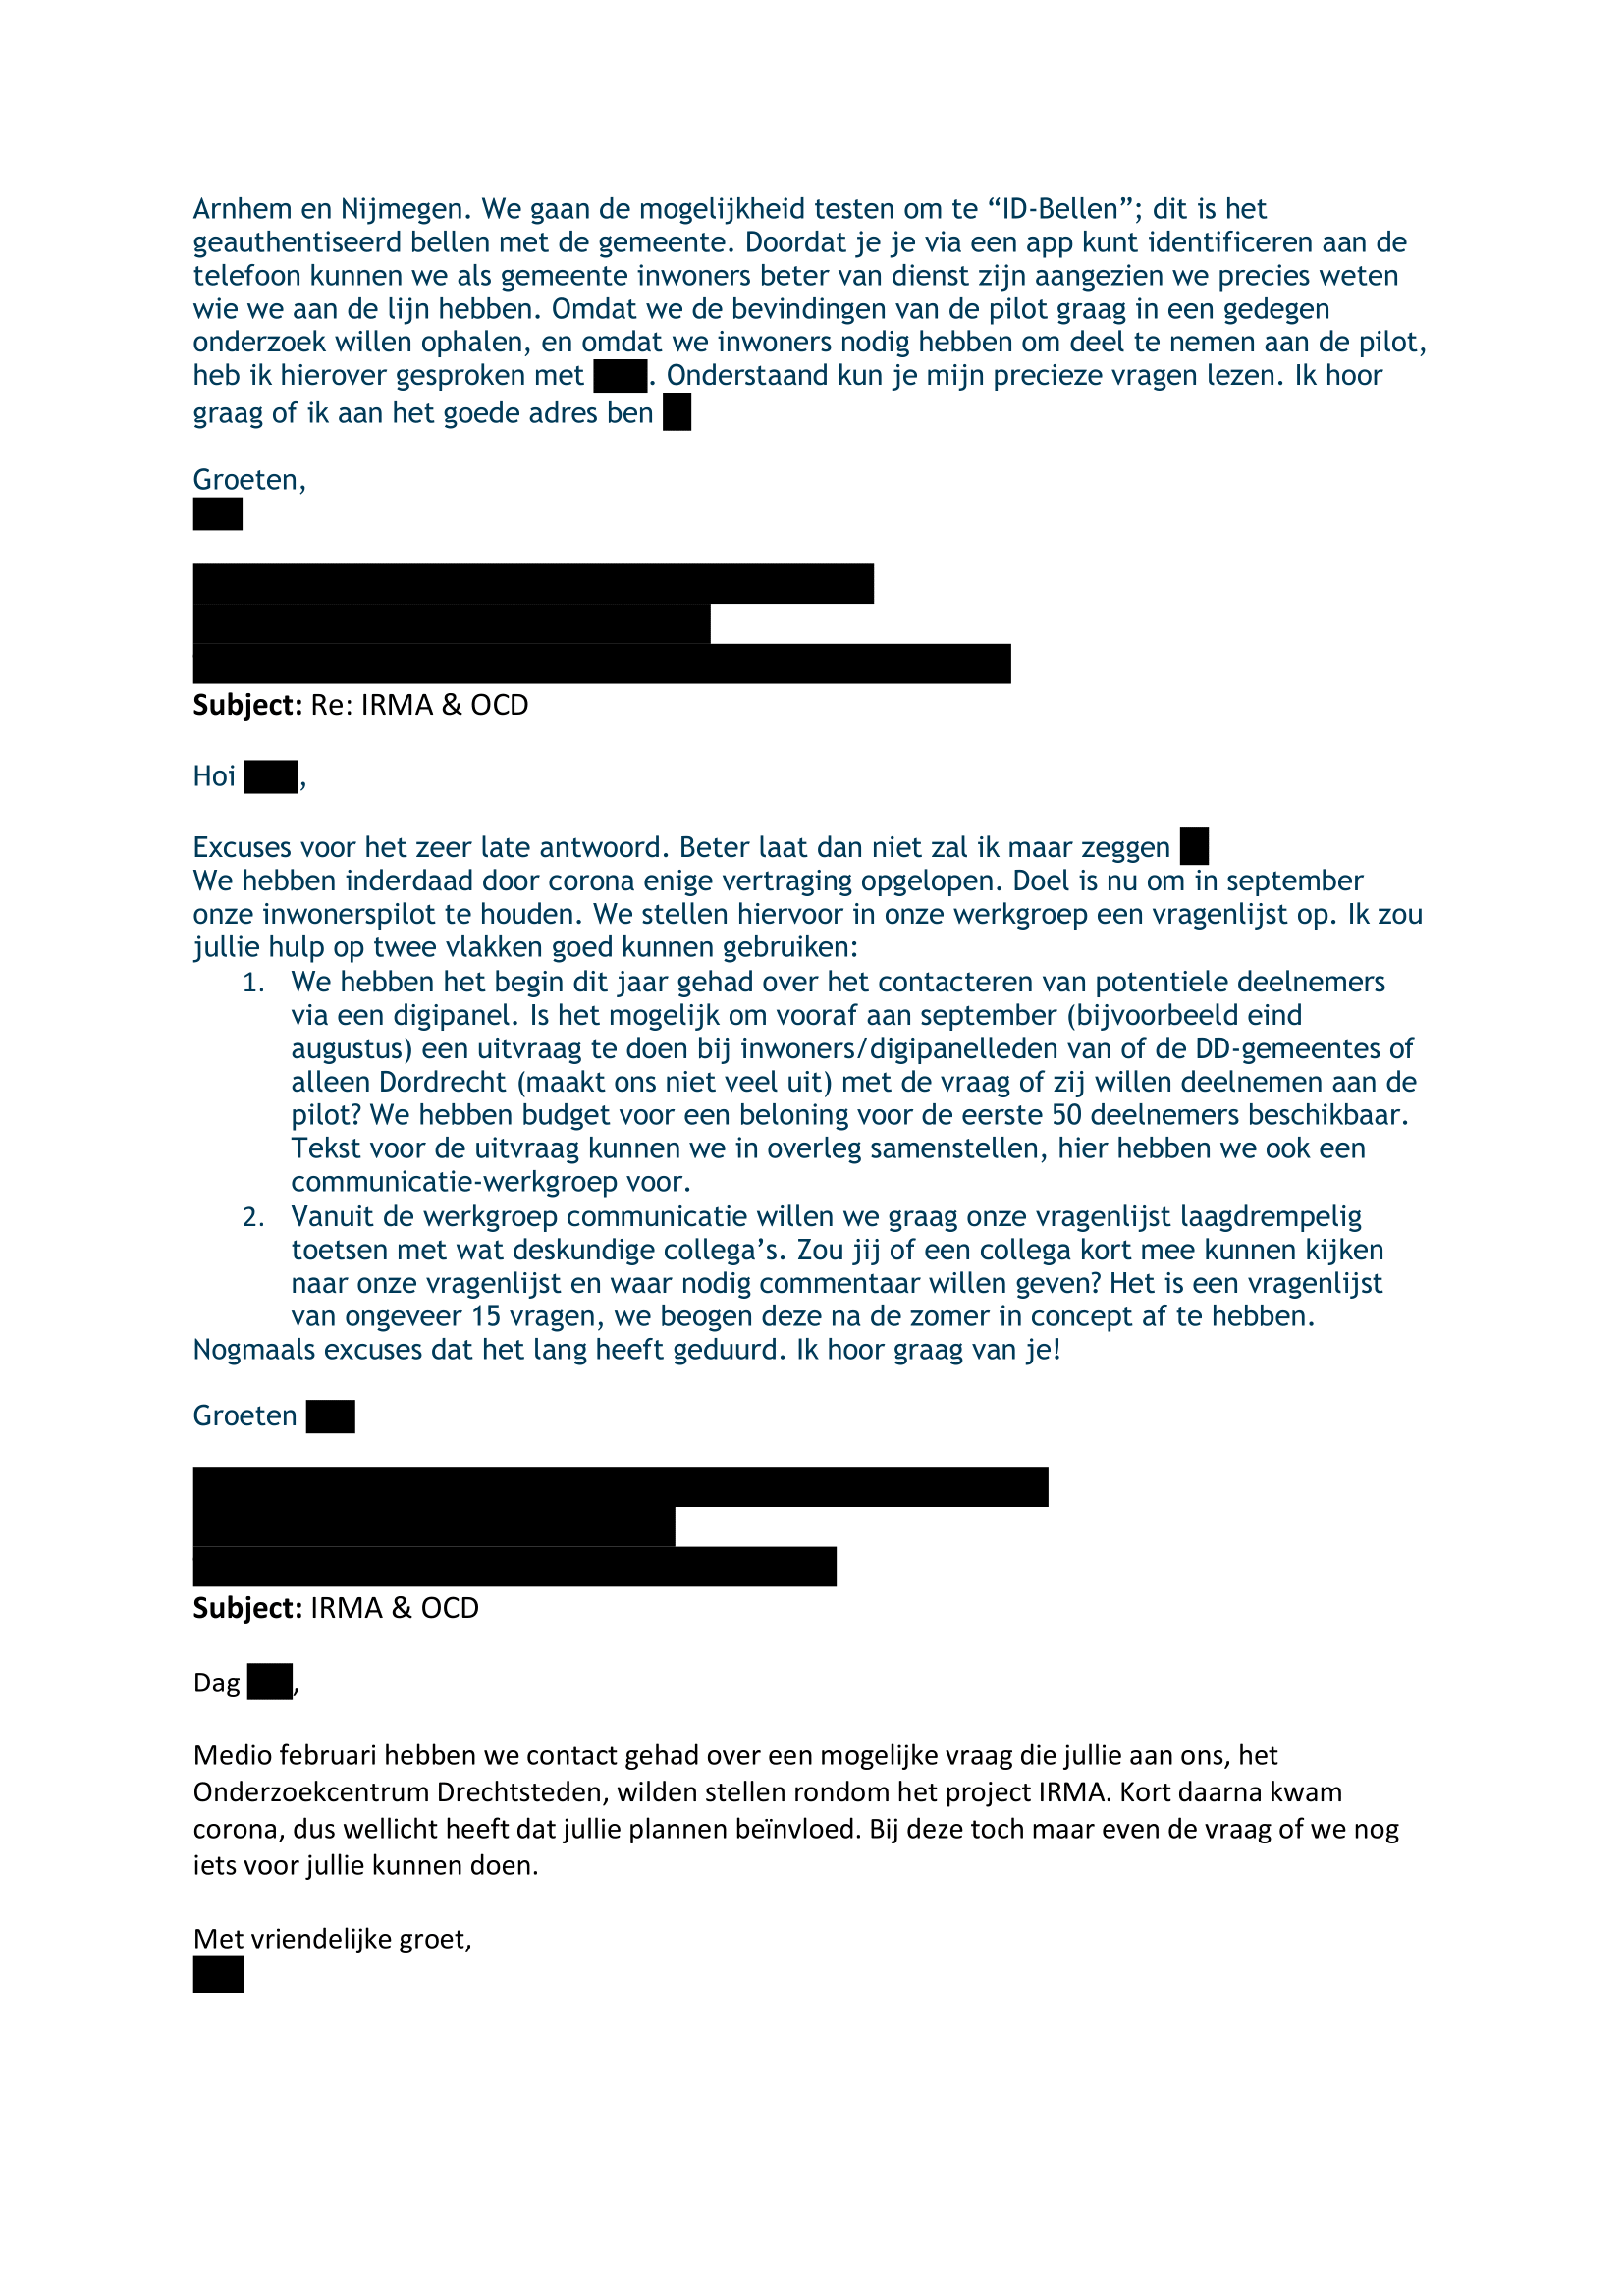 Arnhem en Nijmegen. We gaan de mogelijkheid testen om te “ID-Bellen”; dit is het
geauthentiseerd bellen met de gemeente. Doordat je je via een app kunt identificeren aan de
telefoon kunnen we als gemeente inwoners beter van dienst zijn aangezien we precies weten
wie we aan de lijn hebben. Omdat we de bevindingen van de pilot graag in een gedegen
onderzoek willen ophalen, en omdat we inwoners nodig hebben om deel te nemen aan de pilot,
heb ik hierover gesproken met . Onderstaand kun je mijn precieze vragen lezen. Ik hoor
graag of ik aan het goede adres ben
Groeten,
Subject: Re: IRMA & OCD
Hoi ,
Excuses voor het zeer late antwoord. Beter laat dan niet zal ik maar zeggen
We hebben inderdaad door corona enige vertraging opgelopen. Doel is nu om in september
onze inwonerspilot te houden. We stellen hiervoor in onze werkgroep een vragenlijst op. Ik zou
jullie hulp op twee vlakken goed kunnen gebruiken:
1. We hebben het begin dit jaar gehad over het contacteren van potentiele deelnemers
via een digipanel. Is het mogelijk om vooraf aan september (bijvoorbeeld eind
augustus) een uitvraag te doen bij inwoners/digipanelleden van of de DD-gemeentes of
alleen Dordrecht (maakt ons niet veel uit) met de vraag of zij willen deelnemen aan de
pilot? We hebben budget voor een beloning voor de eerste 50 deelnemers beschikbaar.
Tekst voor de uitvraag kunnen we in overleg samenstellen, hier hebben we ook een
communicatie-werkgroep voor.
2. Vanuit de werkgroep communicatie willen we graag onze vragenlijst laagdrempelig
toetsen met wat deskundige collega’s. Zou jij of een collega kort mee kunnen kijken
naar onze vragenlijst en waar nodig commentaar willen geven? Het is een vragenlijst
van ongeveer 15 vragen, we beogen deze na de zomer in concept af te hebben.
Nogmaals excuses dat het lang heeft geduurd. Ik hoor graag van je!
Groeten
Subject: IRMA & OCD
Dag ,
Medio februari hebben we contact gehad over een mogelijke vraag die jullie aan ons, het
Onderzoekcentrum Drechtsteden, wilden stellen rondom het project IRMA. Kort daarna kwam
corona, dus wellicht heeft dat jullie plannen beïnvloed. Bij deze toch maar even de vraag of we nog
iets voor jullie kunnen doen.
Met vriendelijke groet,